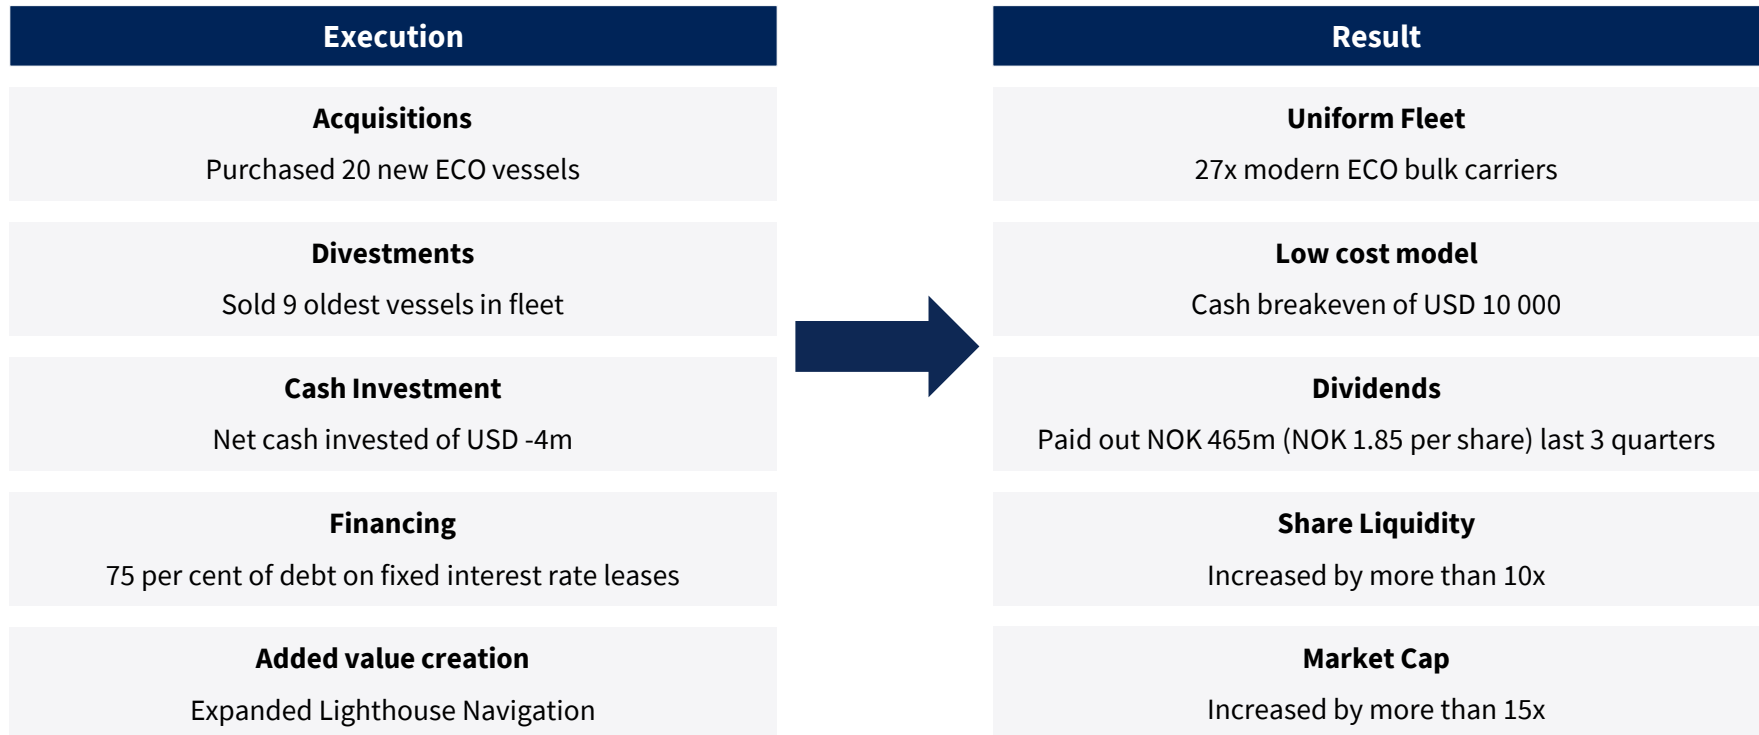 Execution
Acquisitions
Purchased 20 new ECO vessels
Divestments
Sold 9 oldest vessels in fleet
Cash Investment
Net cash invested of USD -4m
Financing
75 per cent of debt on fixed interest rate leases
Added value creation
Expanded Lighthouse Navigation
Result
Uniform Fleet
27x modern ECO bulk carriers
Low cost model
Cash breakeven of USD 10 000
Dividends
Paid out NOK 465m (NOK 1.85 per share) last 3 quarters
Share Liquidity
Increased by more than 10x
Market Cap
Increased by more than 15x